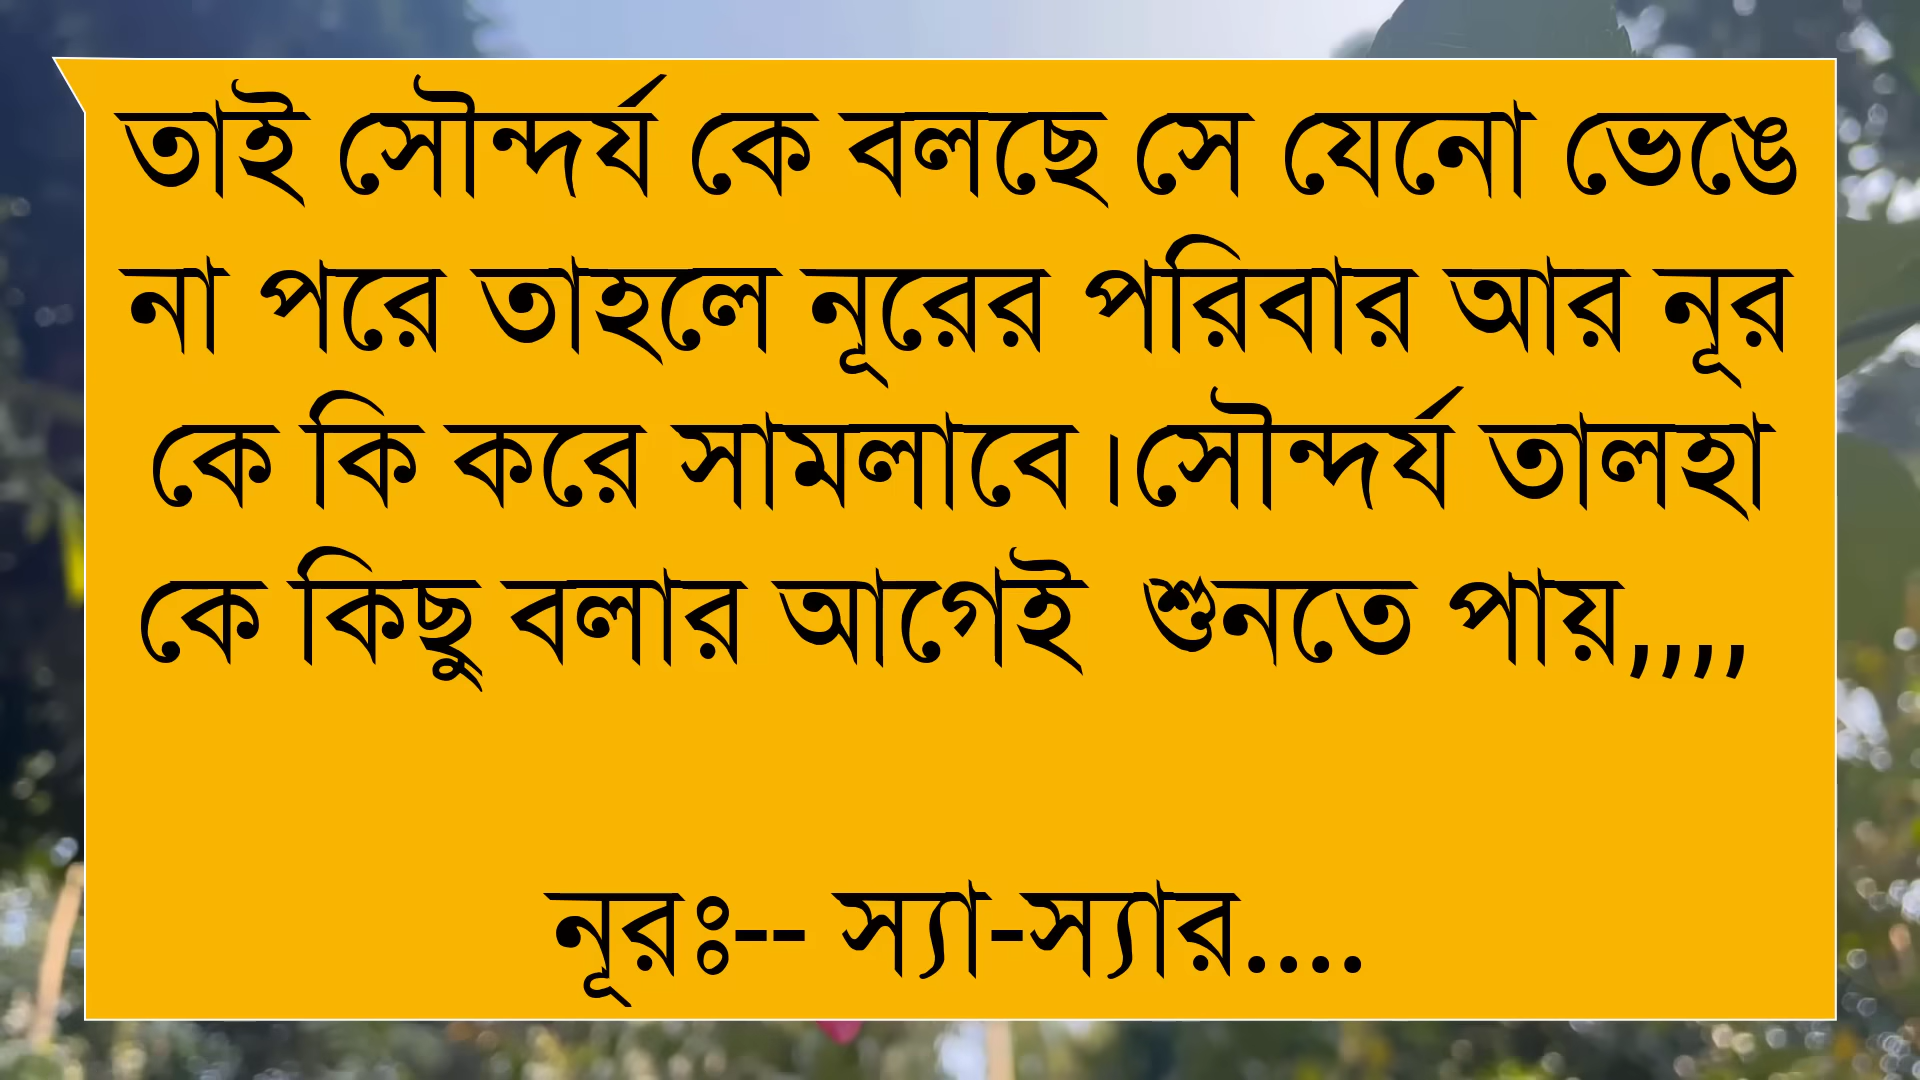 তাই সৌন্দর্য কে বলছে সে যেনো ভেঙে
না পরে তাহলে নূরের পরিবার আর নূর
কে কি করে সামলাবে।সৌন্দর্য তালহা
কে কিছু বলার আগেই  শুনতে পায়,,,,
নূরঃ-- স্যা-স্যার....